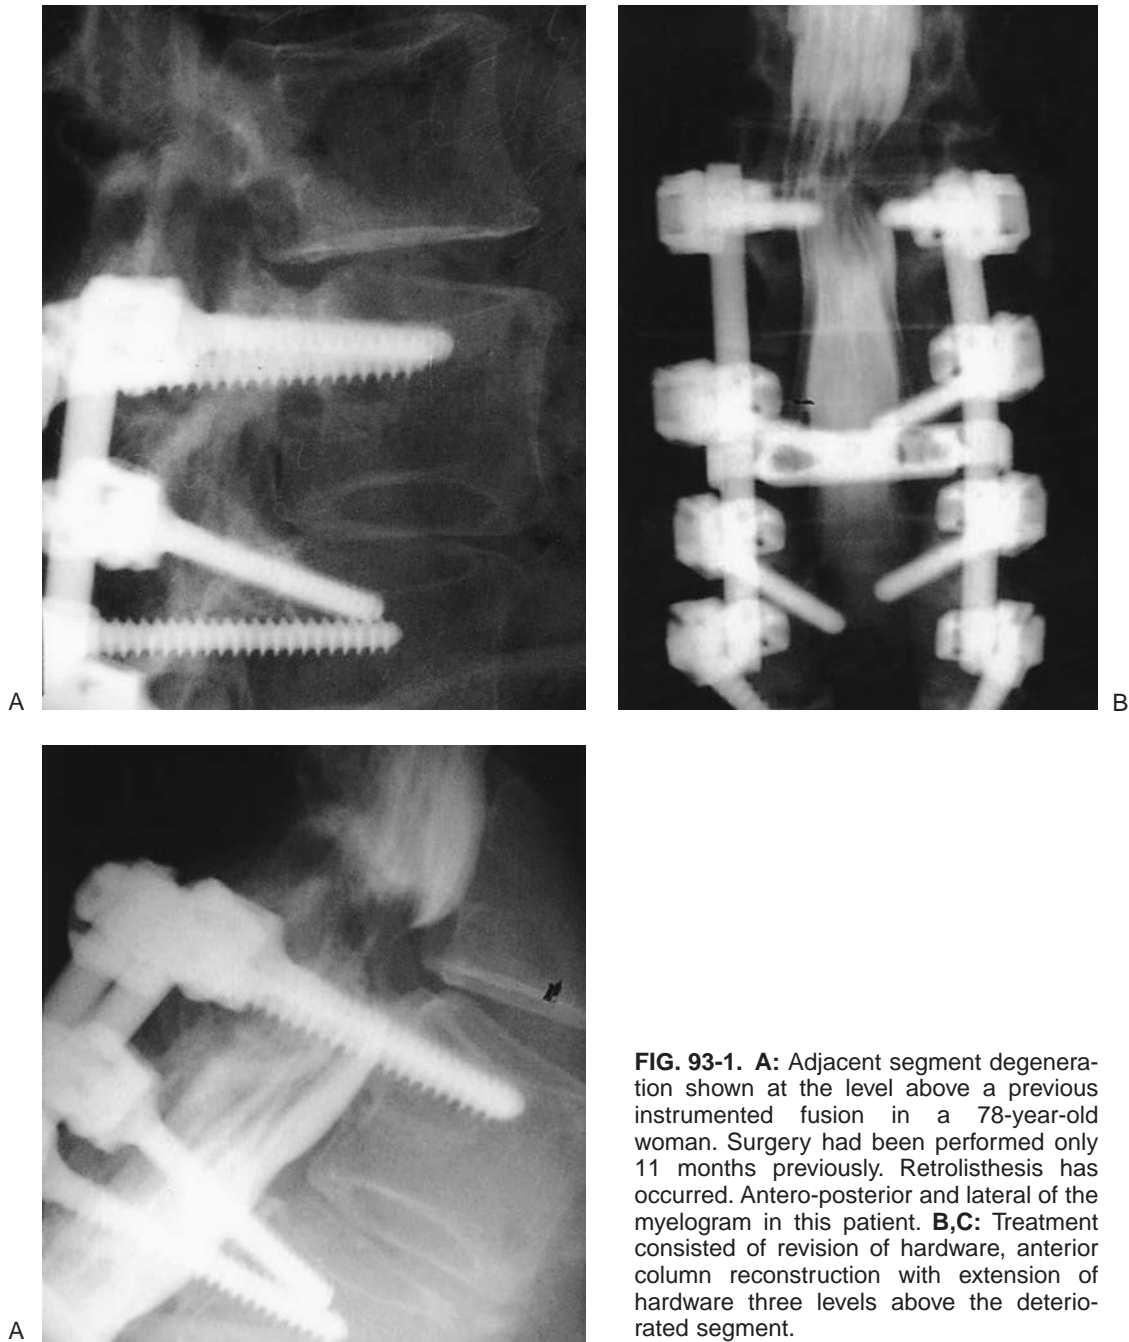 A
B
A
FIG. 93-1. A: Adjacent segment degenera-
tion shown at the level above a previous
instrumented fusion in a 78-year-old
woman. Surgery had been performed only
11 months previously. Retrolisthesis has
occurred. Antero-posterior and lateral of the
myelogram in this patient. B,C: Treatment
consisted of revision of hardware, anterior
column reconstruction with extension of
hardware three levels above the deterio-
rated segment.